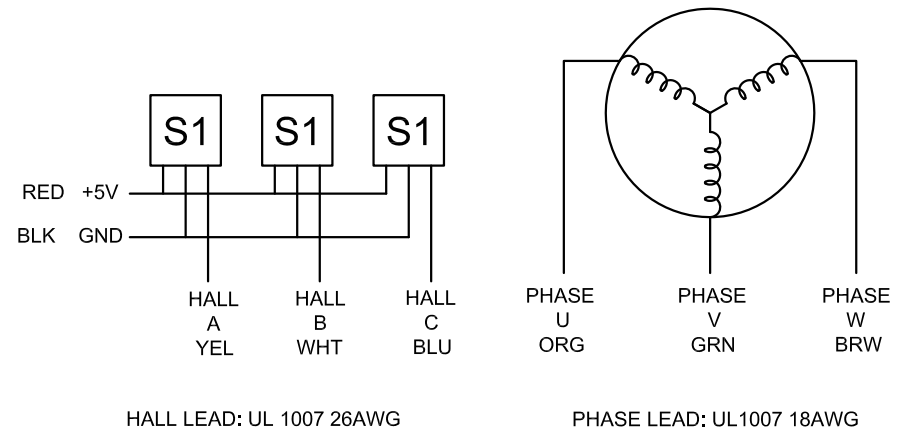 S1 S1 S1
RED +5V
BLK GND
HALL
A
YEL
HALL
B
WHT
HALL
C
BLU
PHASE
U
ORG
PHASE
V
GRN
PHASE
W
BRW
HALL LEAD: UL 1007 26AWG
PHASE LEAD: UL1007 18AWG